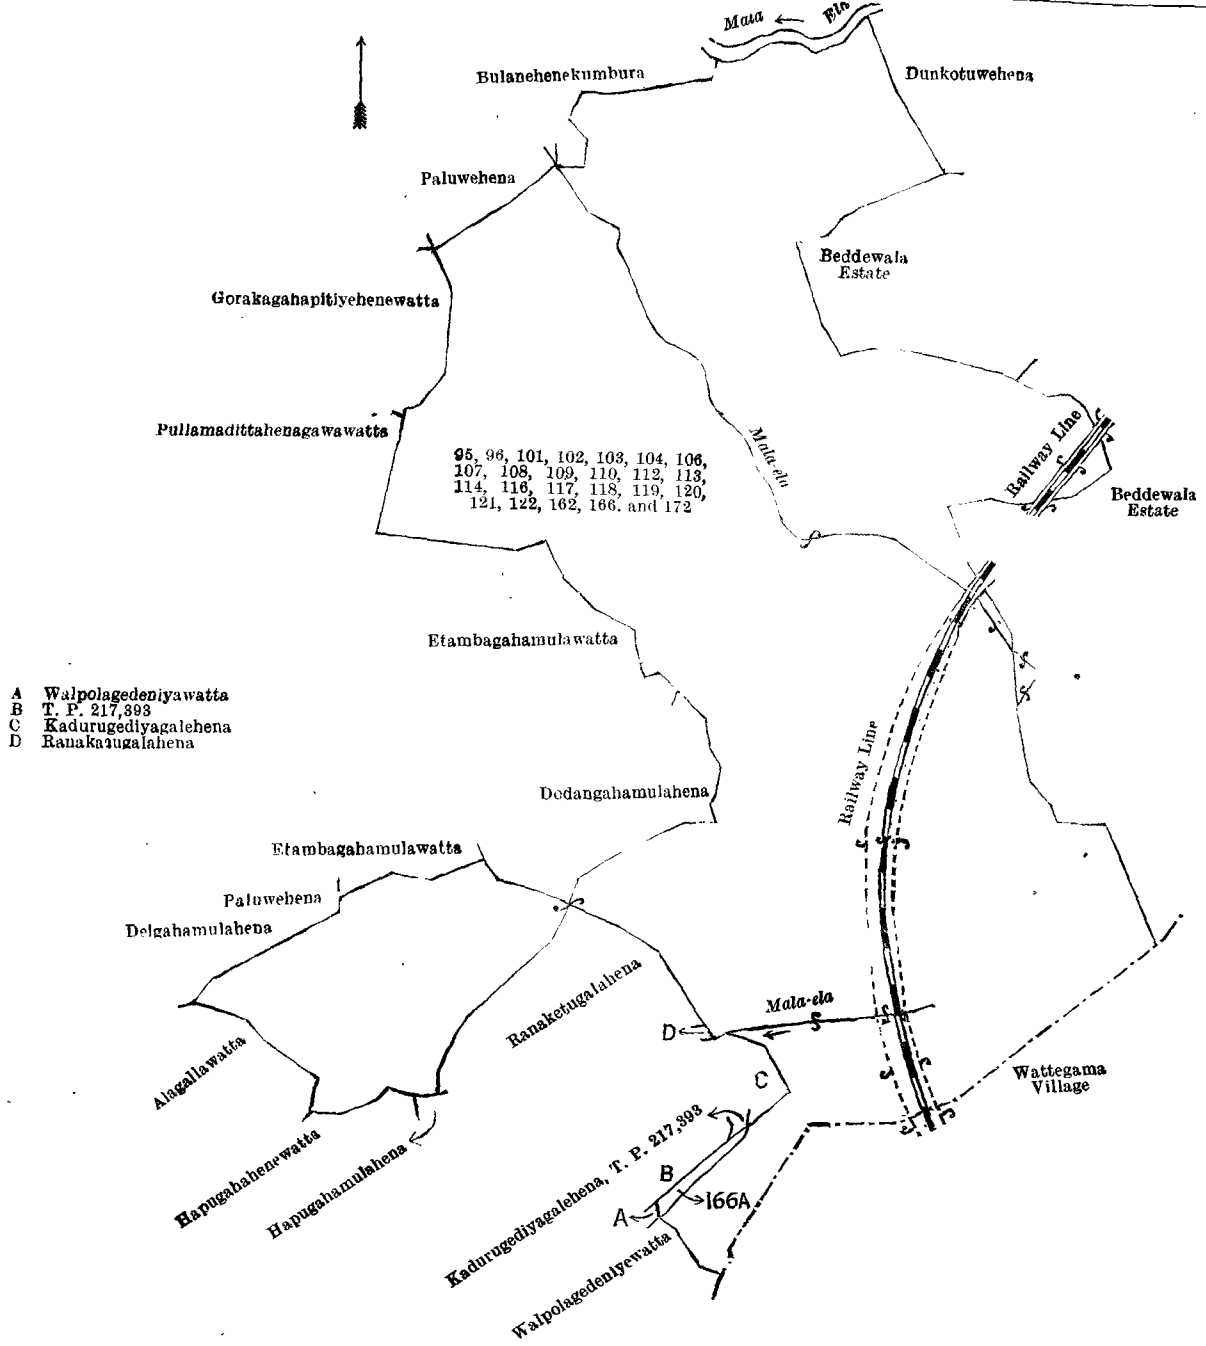 Mala Ela
Bulanehenekumbura
Dunkotuwehena
Paluwehena
Beddewala
Estate
Gorakagahapitiyehenewatta
Pullamadittahenagawawatta
Railway Line
95, 96, 101, 102, 103, 104, 106,
107, 108, 109, 110, 112, 113,
114, 116, 117, 118, 119, 120,
121, 122, 162, 166. and 172
Mala-ela
Beddewala
Estate
Etambagahamulawatta
A Walpolagedeniyawatta
B T. P. 217,393
C Kadurugediyagalehena
D
Railway Line
Dodangahamulahena
Etambagahamulawatta
Paluwehena
Delgahamulahena
Ranaketugalahena
Mala-ela
D
Alagallawatta
C
Wattegama
Village
Hapugahahenewatta
Hapugahamulahena
Kadurugediyagalehena, T. P. 217,393
B
166A
A
Walpolagedeniyewatta